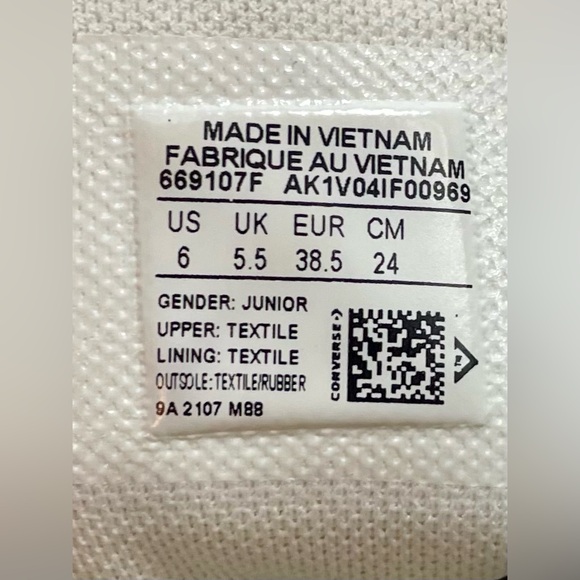 MADE IN VIETNAM
FABRIQUE AU VIETNAM
669107F AK1V04IF00969
US UK EUR CM
6 5.5 38.5 24
GENDER: JUNIOR
UPPER: TEXTILE
LINING: TEXTILE
OUTSOLE: TEXTILE/RUBBER
9A 2107 M88
CONVERSE